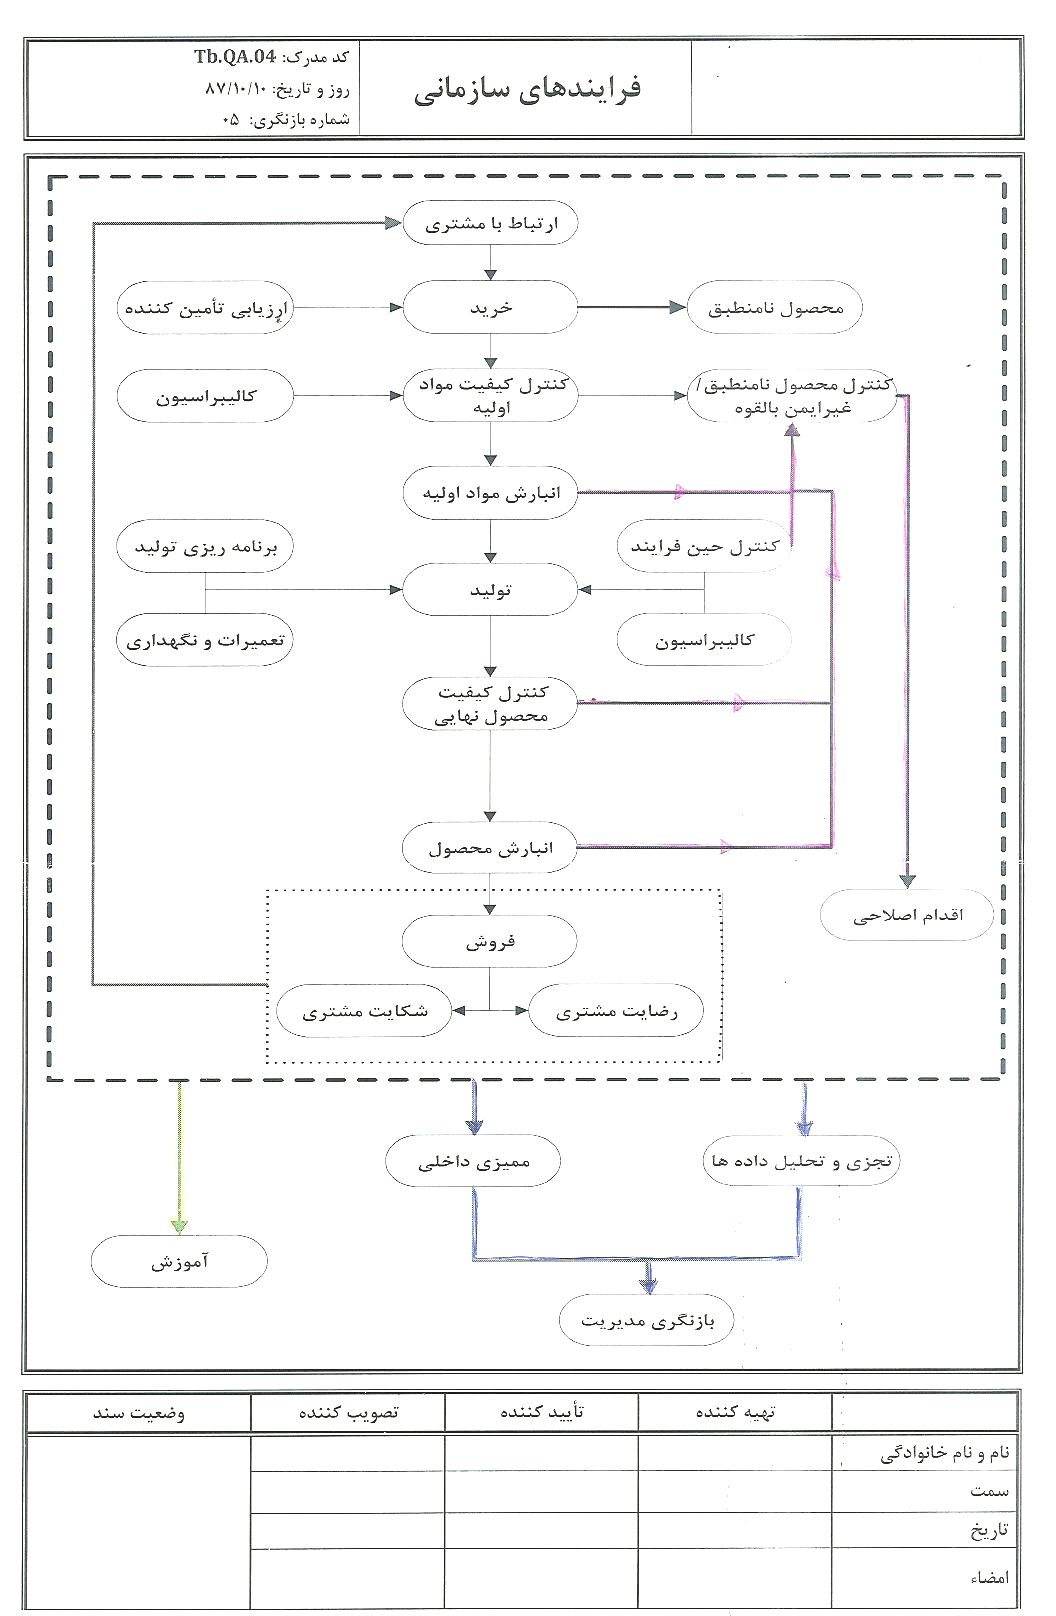 فرایندهای سازمانی
کد مدرک: Tb.QA.04
روز و تاریخ: ۸۷/۱۰/۱۰
شماره بازنگری: ۰۵
ارتباط با مشتری
محصول نامنطبق
خرید
ارزیابی تأمین کننده
کنترل محصول نامنطبق/
غیرایمن بالقوه
کنترل کیفیت مواد
اولیه
کالیبراسیون
انبارش مواد اولیه
کنترل حین فرایند
برنامه ریزی تولید
تولید
کالیبراسیون
تعمیرات و نگهداری
کنترل کیفیت
محصول نهایی
انبارش محصول
اقدام اصلاحی
فروش
رضایت مشتری
شکایت مشتری
تجزی و تحلیل داده ها
ممیزی داخلی
آموزش
بازنگری مدیریت
تهیه کننده
تأیید کننده
تصویب کننده
وضعیت سند
نام و نام خانوادگی
سمت
تاریخ
امضاء